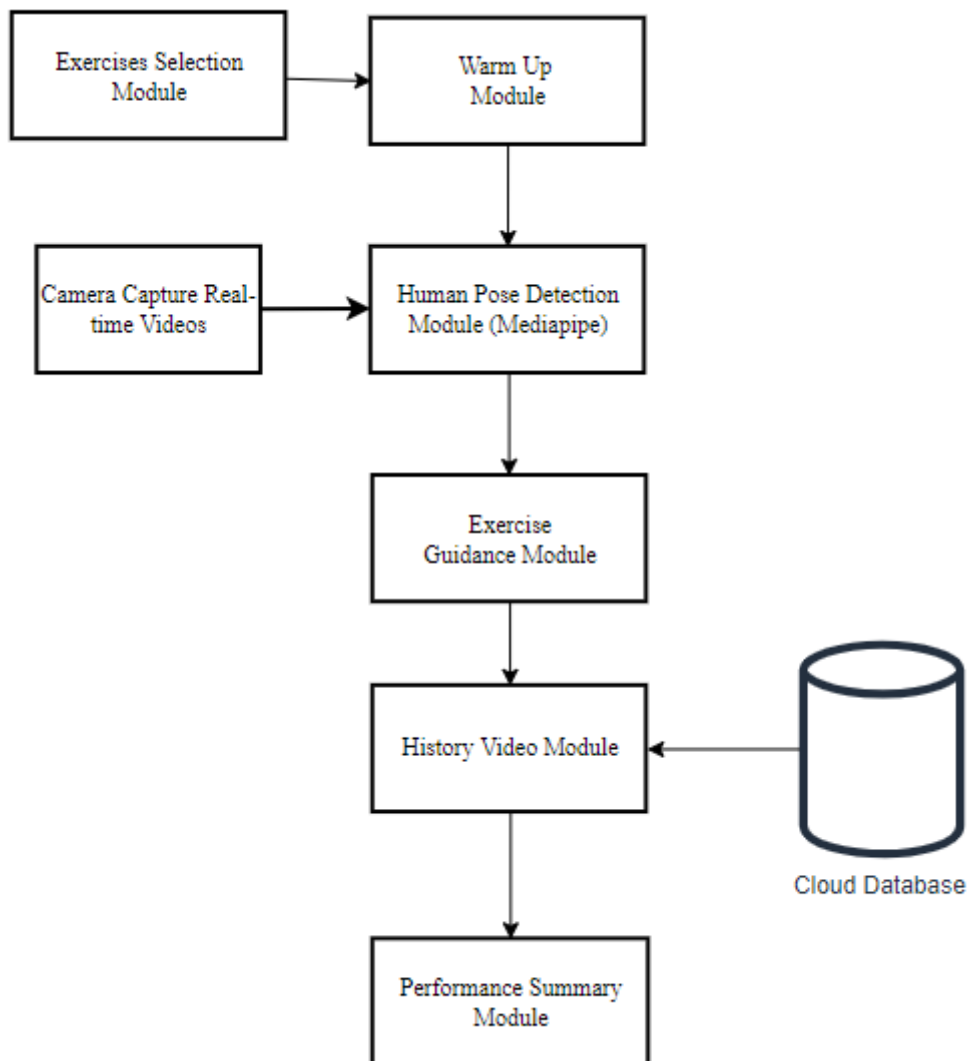 Exercises Selection
Module
Warm Up
Module
Camera Capture Real-
time Videos
Human Pose Detection
Module (Mediapipe)
Exercise
Guidance Module
History Video Module
Cloud Database
Performance Summary
Module